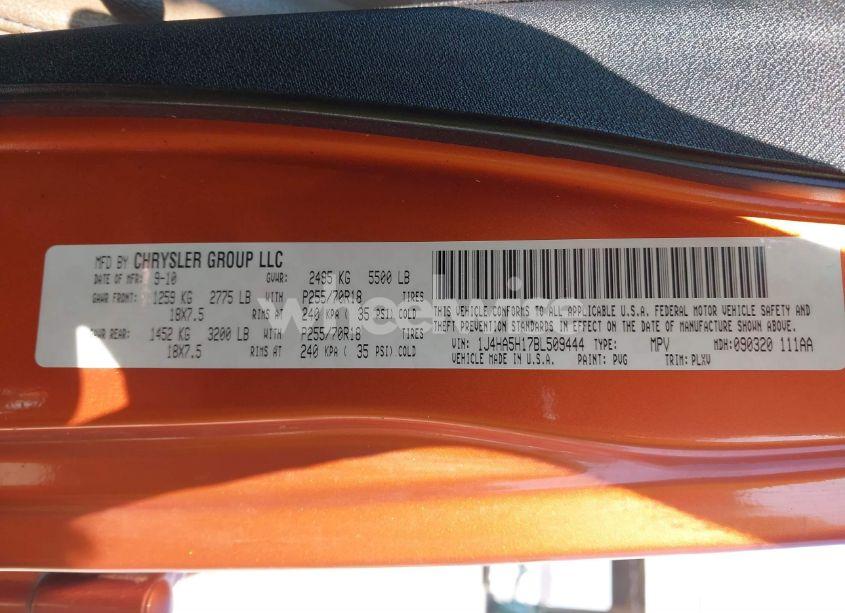 MFD BY CHRYSLER GROUP LLC
DATE OF MFR: 9-10 GVWR: 2495 KG 5500 LB
GAWR FRONT: 1259 KG 2775 LB WITH P255/70R18 TIRES
18X7.5 RIMS AT 240 KPA ( 35 PSI) COLD
GAWR REAR: 1452 KG 3200 LB WITH P255/70R18 TIRES
18X7.5 RIMS AT 240 KPA ( 35 PSI) COLD
THIS VEHICLE CONFORMS TO ALL APPLICABLE U.S.A. FEDERAL MOTOR VEHICLE SAFETY AND
THEFT PREVENTION STANDARDS IN EFFECT ON THE DATE OF MANUFACTURE SHOWN ABOVE.
VIN: 1J4HA5H17BL509444 TYPE: MPV MDH: 090320 111AA
VEHICLE MADE IN U.S.A. PAINT: PVG TRIM: PLXV